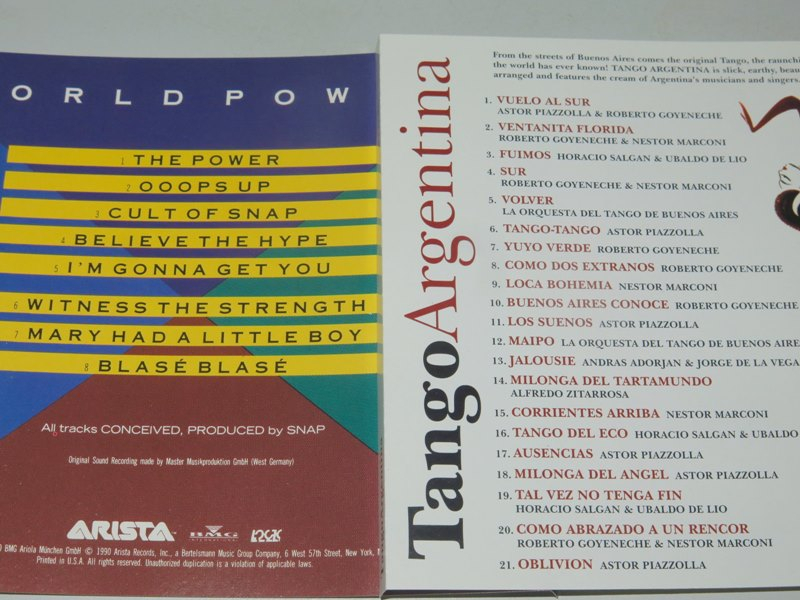 ORLD POW
1 THE POWER
2 OOOPS UP
3 CULT OF SNAP
4 BELIEVE THE HYPE
5 I'M GONNA GET YOU
6 WITNESS THE STRENGTH
7 MARY HAD A LITTLE BOY
8 BLASÉ BLASÉ
All tracks CONCEIVED, PRODUCED by SNAP
Original Sound Recording made by Master Musikproduktion GmbH (West Germany)
ARISTA
BMG
BMG Ariola München GmbH © 1990 Arista Records, Inc., a Bertelsmann Music Group Company, 6 West 57th Street, New York,
Printed in U.S.A. All rights reserved. Unauthorized duplication is a violation of applicable laws.
TangoArgentina
From the streets of Buenos Aires comes the original Tango, the raunchi
the world has ever known! TANGO ARGENTINA is slick, earthy, beau
arranged and features the cream of Argentina's musicians and singers.
1. VUELO AL SUR
ASTOR PIAZZOLLA & ROBERTO GOYENECHE
2. VENTANITA FLORIDA
ROBERTO GOYENECHE & NESTOR MARCONI
3. FUIMOS HORACIO SALGAN & UBALDO DE LIO
4. SUR
ROBERTO GOYENECHE & NESTOR MARCONI
5. VOLVER
LA ORQUESTA DEL TANGO DE BUENOS AIRES
6. TANGO-TANGO ASTOR PIAZZOLLA
7. YUYO VERDE ROBERTO GOYENECHE
8. COMO DOS EXTRANOS ROBERTO GOYENECHE
9. LOCA BOHEMIA NESTOR MARCONI
10. BUENOS AIRES CONOCE ROBERTO GOYENECHE
11. LOS SUENOS ASTOR PIAZZOLLA
12. MAIPO LA ORQUESTA DEL TANGO DE BUENOS AIRE
13. JALOUSIE ANDRAS ADORJAN & JORGE DE LA VEGA
14. MILONGA DEL TARTAMUNDO
ALFREDO ZITARROSA
15. CORRIENTES ARRIBA NESTOR MARCONI
16. TANGO DEL ECO HORACIO SALGAN & UBALDO
17. AUSENCIAS ASTOR PIAZZOLLA
18. MILONGA DEL ANGEL ASTOR PIAZZOLLA
19. TAL VEZ NO TENGA FIN
HORACIO SALGAN & UBALDO DE LIO
20. COMO ABRAZADO A UN RENCOR
ROBERTO GOYENECHE & NESTOR MARCONI
21. OBLIVION ASTOR PIAZZOLLA